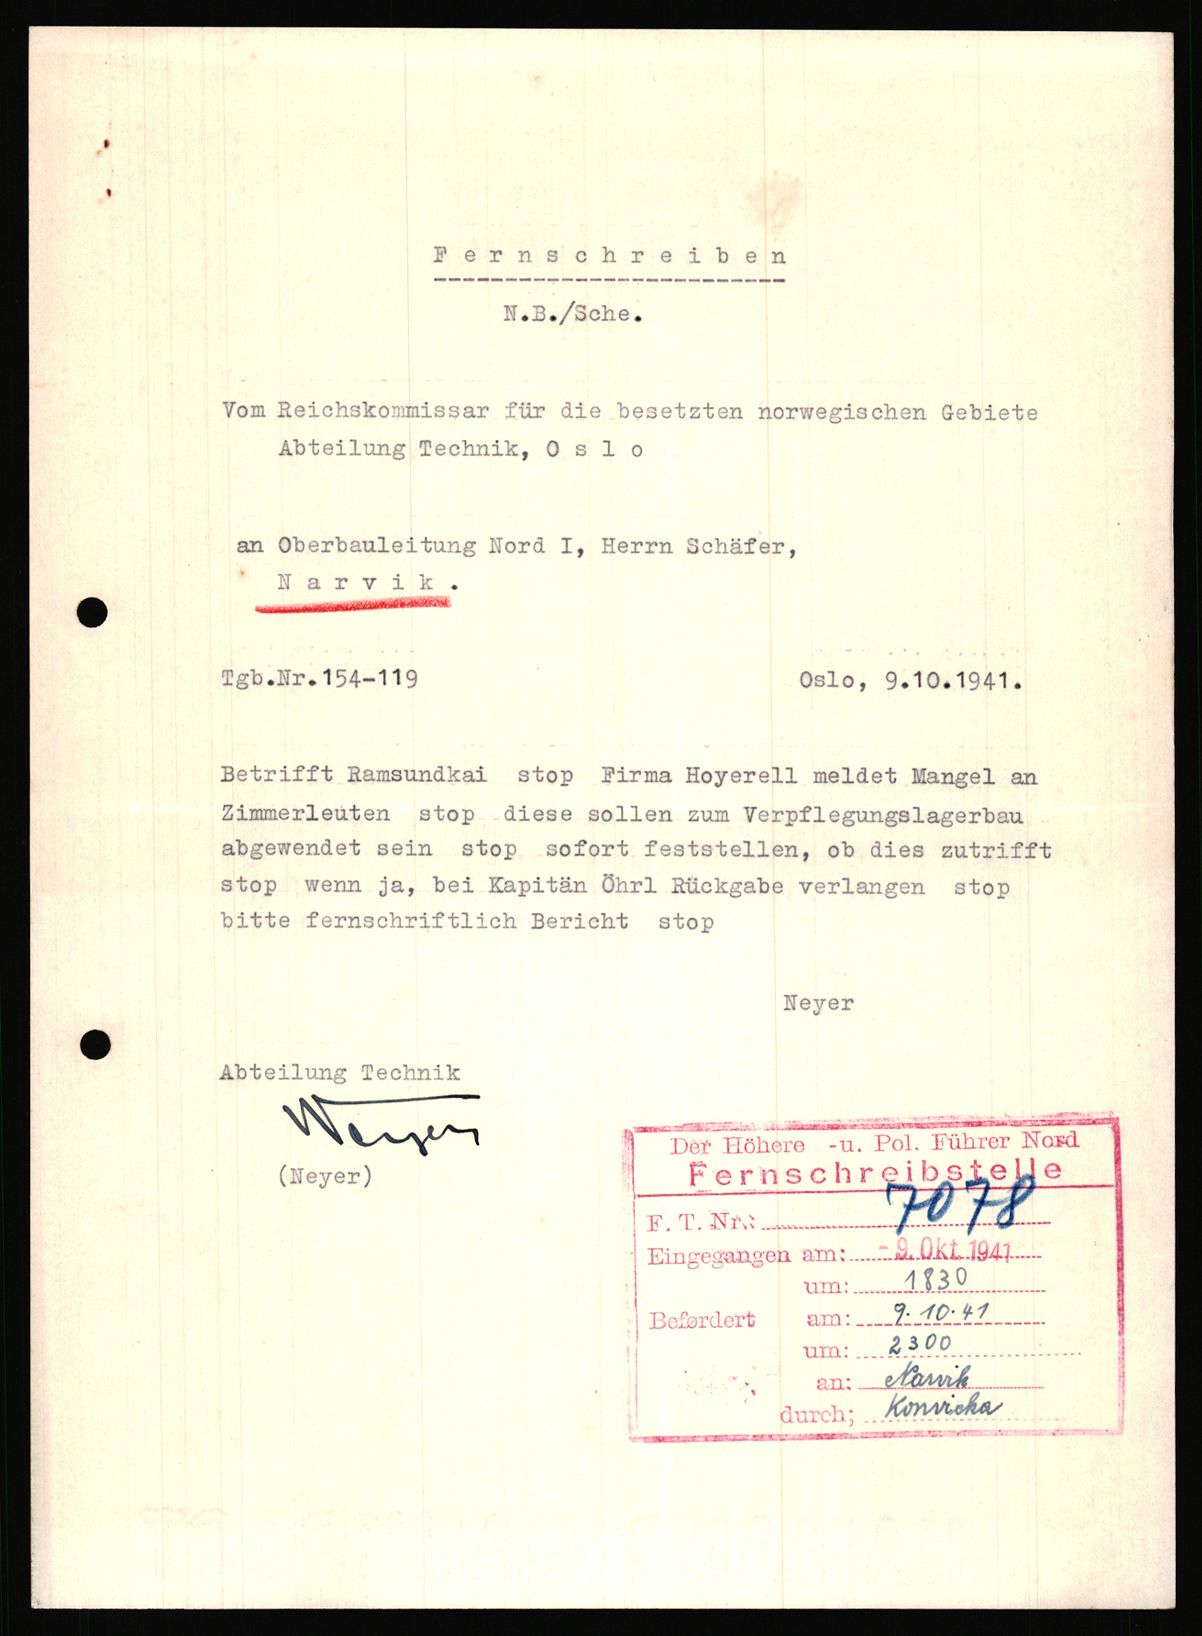 F e r n s c h r e i b e n
N.B./Sche.
Vom Reichskommissar für die besetzten norwegischen Gebiete
Abteilung Technik, O s l o
an Oberbauleitung Nord I, Herrn Schäfer,
N a r v i k .
Tgb.Nr.154-119
Oslo, 9.10.1941.
Betrifft Ramsundkai stop Firma Hoyerell meldet Mangel an
Zimmerleuten stop diese sollen zum Verpflegungslagerbau
abgewendet sein stop sofort feststellen, ob dies zutrifft
stop wenn ja, bei Kapitän Öhrl Rückgabe verlangen stop
bitte fernschriftlich Bericht stop
Neyer
Abteilung Technik
Neyer
(Neyer)
Der Höhere -u. Pol. Führer Nord
Fernschreibstelle
F. T. Nr.: 7078
Eingegangen am: -9. Okt. 1941
um: 1830
Befördert am: 9.10.41
um: 2300
an: Narvik
durch; Konvicka